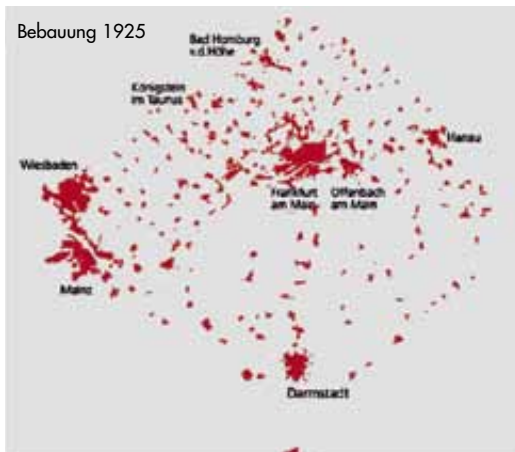 Bebauung 1925
Bad Homburg
v.d.Höhe
Königstein
im Taunus
Hanau
Wiesbaden
Frankfurt
am Main
Offenbach
am Main
Mainz
Darmstadt